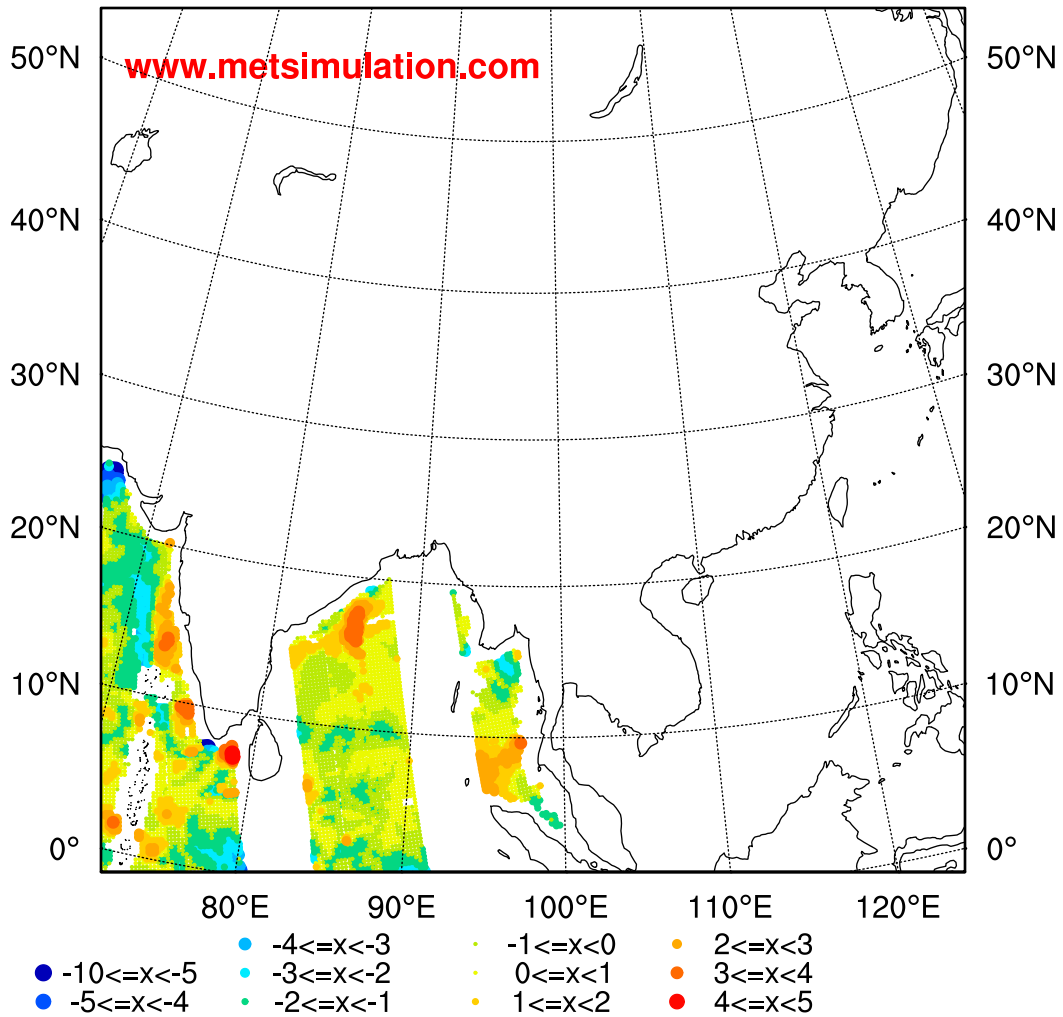 www.metsimulation.com
50°N 50°N
40°N 40°N
30°N 30°N
20°N 20°N
10°N 10°N
0° 0°
80°E 90°E 100°E 110°E 120°E
-4<=x<-3 -1<=x<0 2<=x<3
-10<=x<-5 -3<=x<-2 0<=x<1 3<=x<4
-5<=x<-4 -2<=x<-1 1<=x<2 4<=x<5